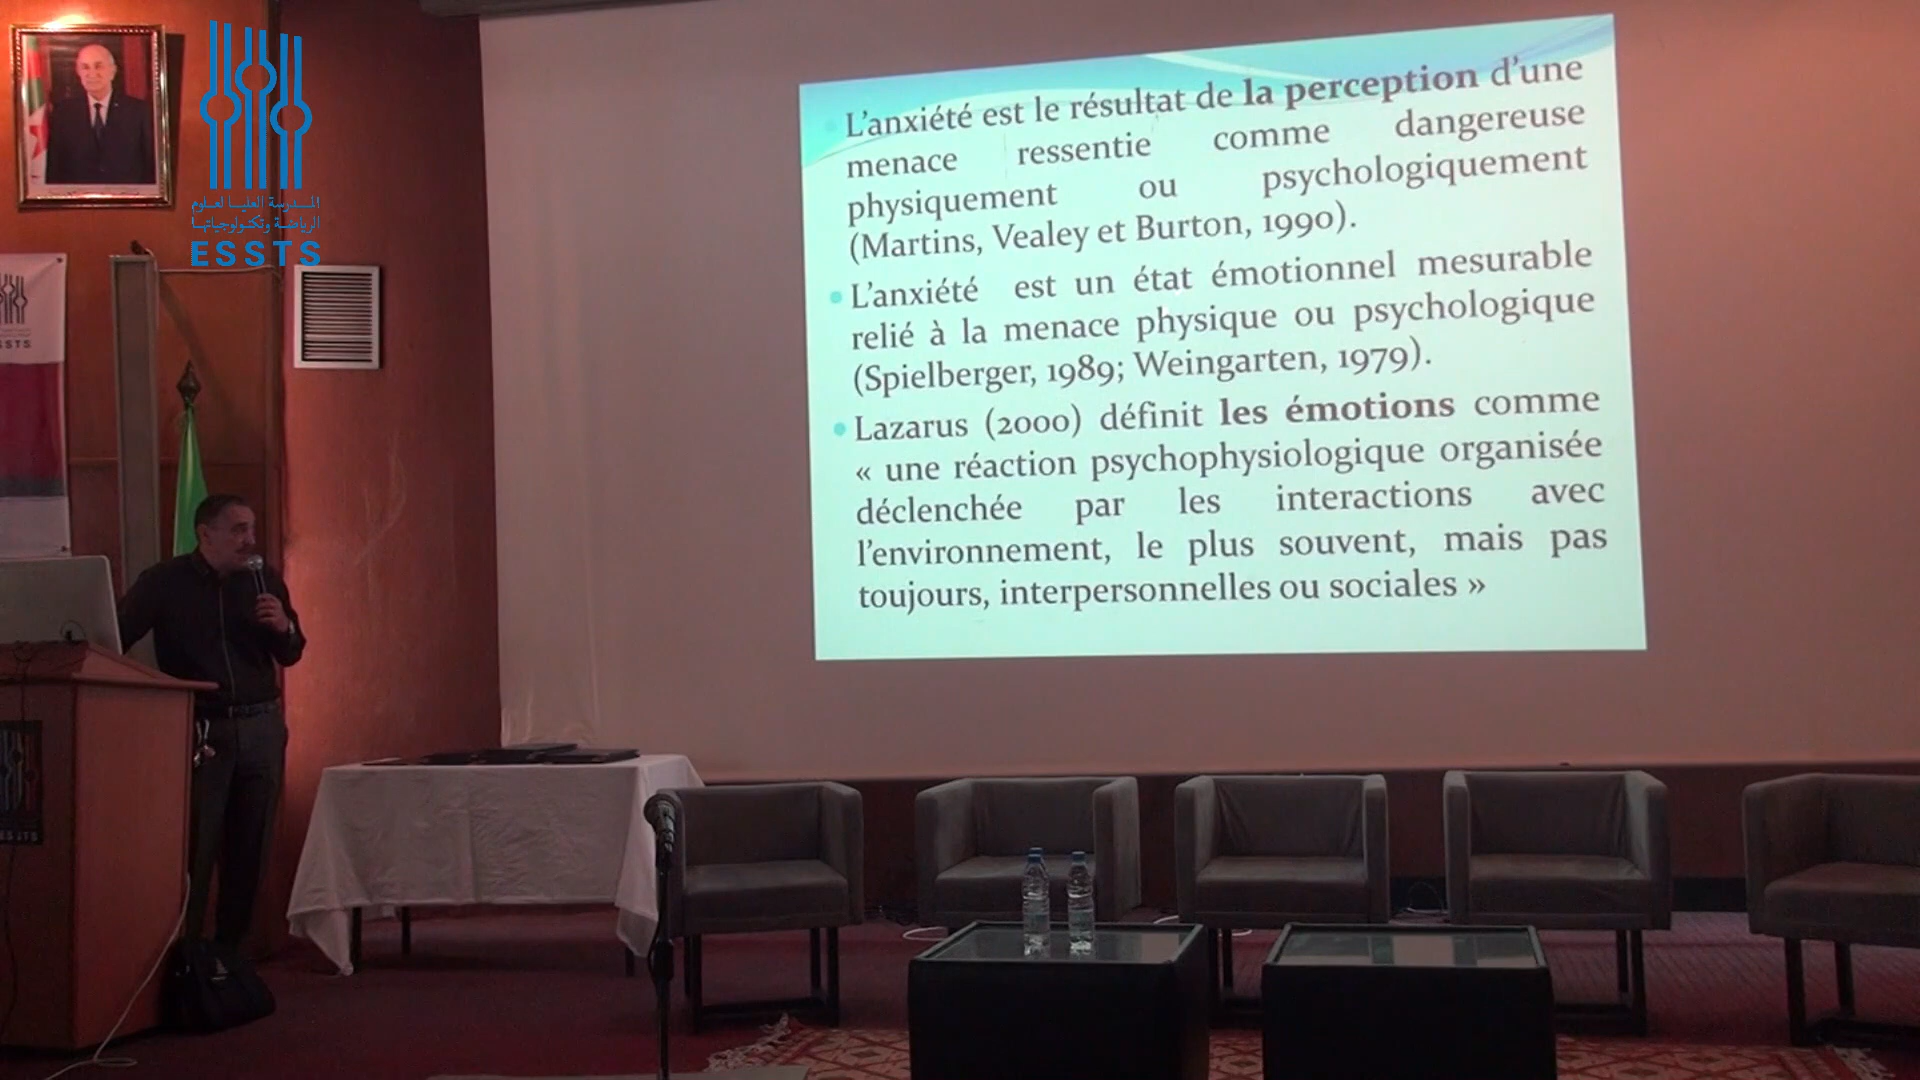 المدرسة العليا لعلوم
الرياضة وتكنولوجياتها
ESSTS
L’anxiété est le résultat de la perception d’une
menace ressentie comme dangereuse
physiquement ou psychologiquement
(Martins, Vealey et Burton, 1990).
L’anxiété est un état émotionnel mesurable
relié à la menace physique ou psychologique
(Spielberger, 1989; Weingarten, 1979).
Lazarus (2000) définit les émotions comme
« une réaction psychophysiologique organisée
déclenchée par les interactions avec
l’environnement, le plus souvent, mais pas
toujours, interpersonnelles ou sociales »